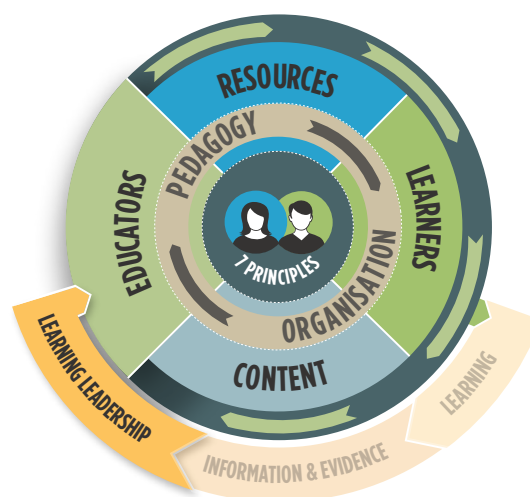 RESOURCES
PEDAGOGY
EDUCATORS
LEARNERS
7 PRINCIPLES
ORGANISATION
CONTENT
LEARNING LEADERSHIP
INFORMATION & EVIDENCE
LEARNING